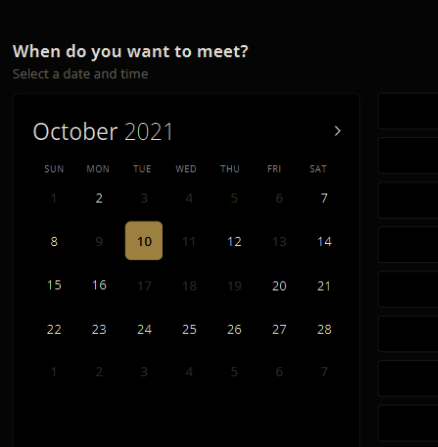 When do you want to meet?
Select a date and time
October 2021 >
SUN MON TUE WED THU FRI SAT
1 2 3 4 5 6 7
8 9 10 11 12 13 14
15 16 17 18 19 20 21
22 23 24 25 26 27 28
1 2 3 4 5 6 7